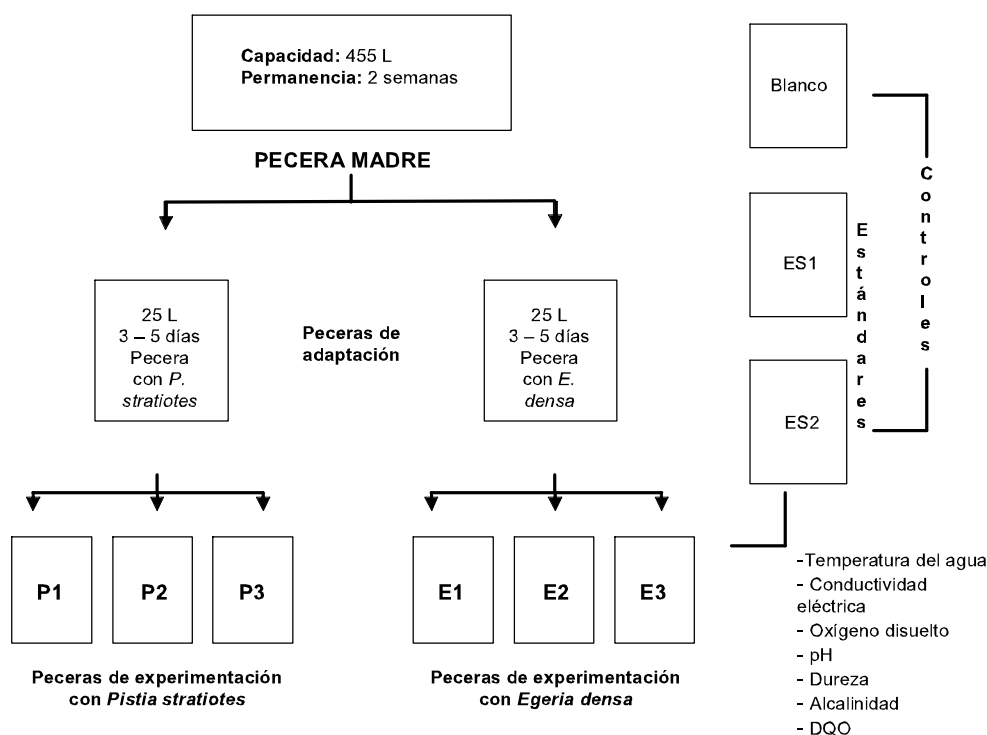 Capacidad: 455 L
Permanencia: 2 semanas
PECERA MADRE
25 L
3 – 5 días
Pecera
con P.
stratiotes
Peceras de
adaptación
25 L
3 – 5 días
Pecera
con E.
densa
P1
P2
P3
E1
E2
E3
Peceras de experimentación
con Pistia stratiotes
Peceras de experimentación
con Egeria densa
Blanco
ES1
ES2
Estándares
Controles
-Temperatura del agua
- Conductividad
eléctrica
- Oxígeno disuelto
- pH
- Dureza
- Alcalinidad
- DQO